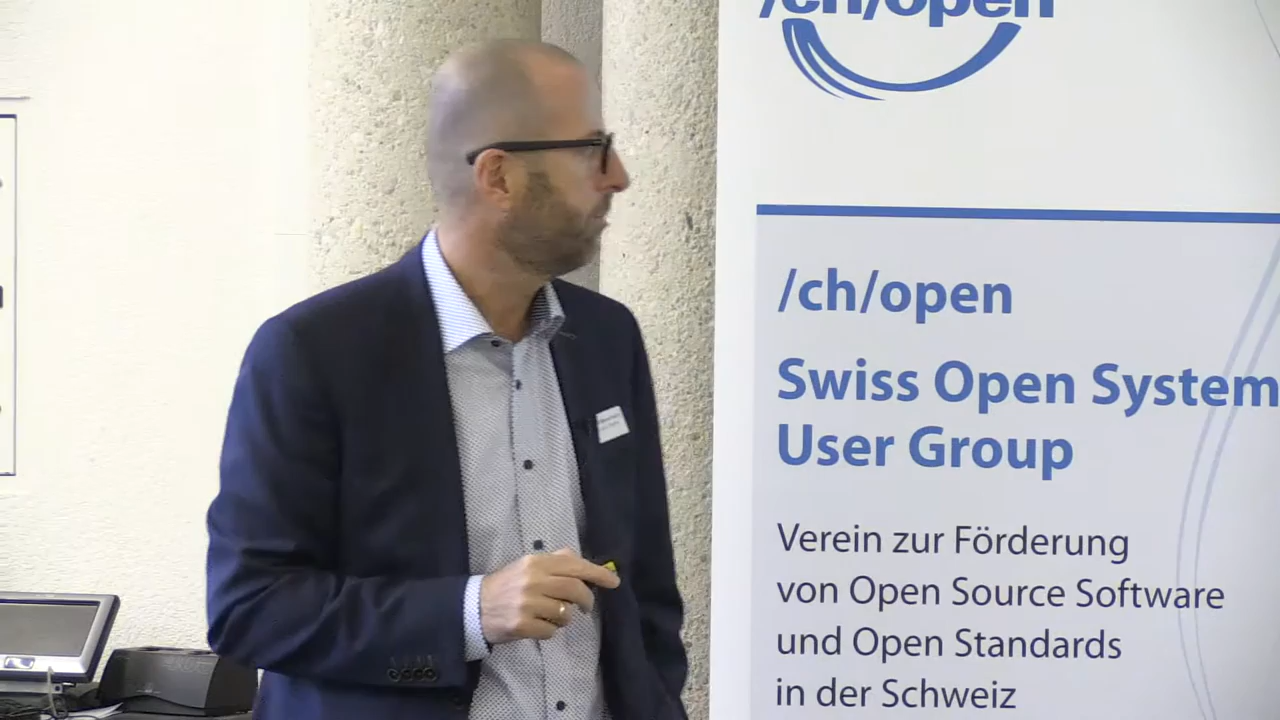 /ch/open
/ch/open
Swiss Open System
User Group
Verein zur Förderung
von Open Source Software
und Open Standards
in der Schweiz